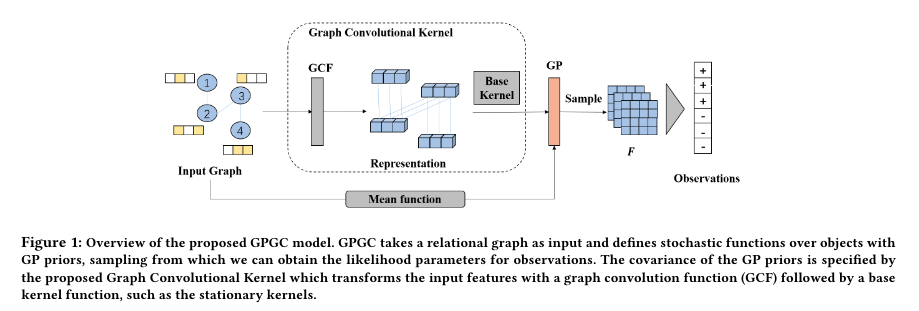 Graph Convolutional Kernel
GCF
Base
Kernel
GP
Sample
1
3
2
4
+
+
+
-
-
-
F
Representation
Input Graph
Observations
Mean function
Figure 1: Overview of the proposed GPGC model. GPGC takes a relational graph as input and defines stochastic functions over objects with
GP priors, sampling from which we can obtain the likelihood parameters for observations. The covariance of the GP priors is specified by
the proposed Graph Convolutional Kernel which transforms the input features with a graph convolution function (GCF) followed by a base
kernel function, such as the stationary kernels.